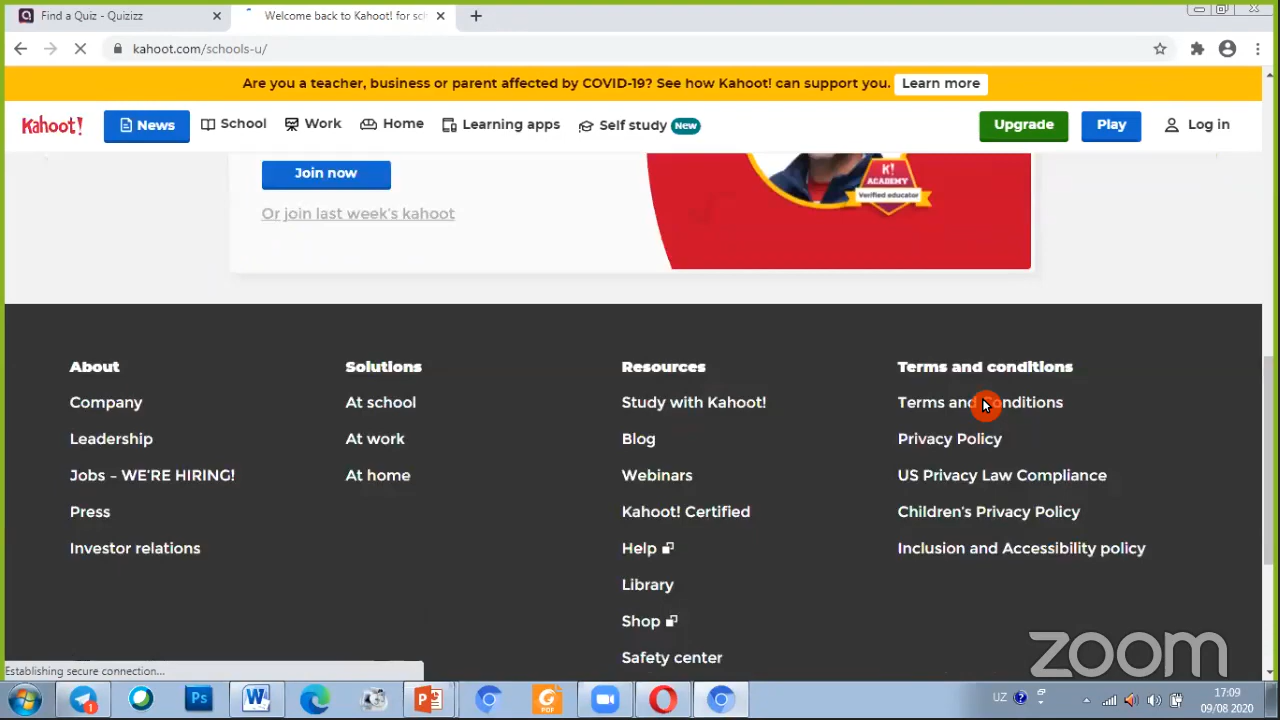 Find a Quiz - Quizizz
Welcome back to Kahoot! for sch
kahoot.com/schools-u/
Are you a teacher, business or parent affected by COVID-19? See how Kahoot! can support you. Learn more
Kahoot! News School Work Home Learning apps Self study New Upgrade Play Log in
Join now
Or join last week's kahoot
K!
ACADEMY
Verified educator
About
Company
Leadership
Jobs – WE'RE HIRING!
Press
Investor relations
Solutions
At school
At work
At home
Resources
Study with Kahoot!
Blog
Webinars
Kahoot! Certified
Help
Library
Shop
Safety center
Terms and conditions
Terms and Conditions
Privacy Policy
US Privacy Law Compliance
Children's Privacy Policy
Inclusion and Accessibility policy
zoom
Establishing secure connection...
1
Ps
W
P
PDF
UZ
17:09
09/08/2020